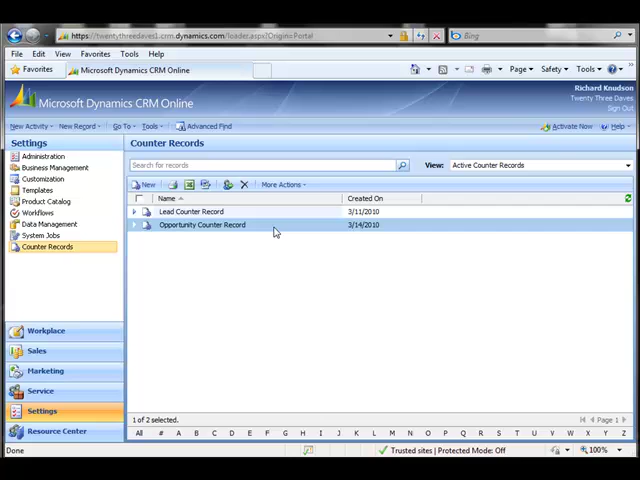 https://twentythreedaves1.crm.dynamics.com/loader.aspx?Origin=Portal
Bing
File Edit View Favorites Tools Help
Favorites Microsoft Dynamics CRM Online Page Safety Tools
Microsoft Dynamics CRM Online
Richard Knudson
Twenty Three Daves
Sign Out
New Activity New Record Go To Tools Advanced Find Activate Now Help
Settings
Administration
Business Management
Customization
Templates
Product Catalog
Workflows
Data Management
System Jobs
Counter Records
Workplace
Sales
Marketing
Service
Settings
Resource Center
Counter Records
Search for records View: Active Counter Records
New More Actions
Name Created On
Lead Counter Record 3/11/2010
Opportunity Counter Record 3/14/2010
1 of 2 selected. Page 1
All # A B C D E F G H I J K L M N O P Q R S T U V W X Y Z
Done Trusted sites | Protected Mode: Off 100%